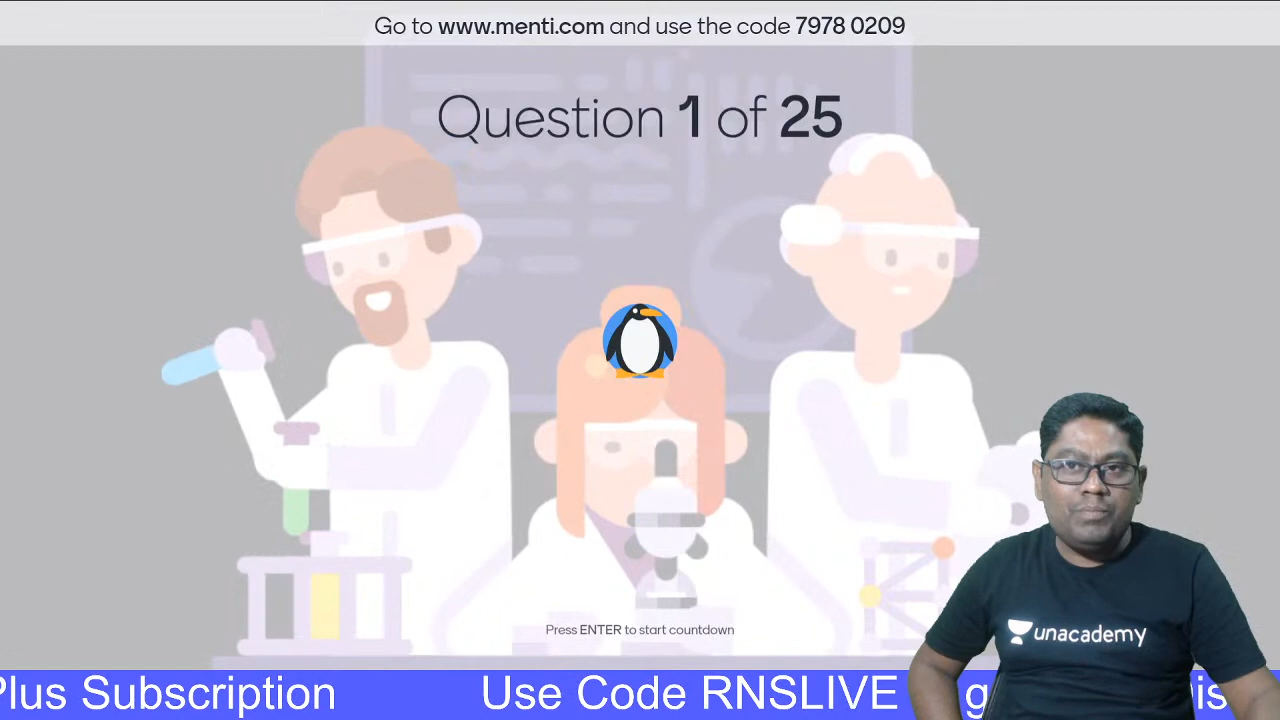 Go to www.menti.com and use the code 7978 0209
Question 1 of 25
Press ENTER to start countdown
unacademy
Plus Subscription Use Code RNSLIVE